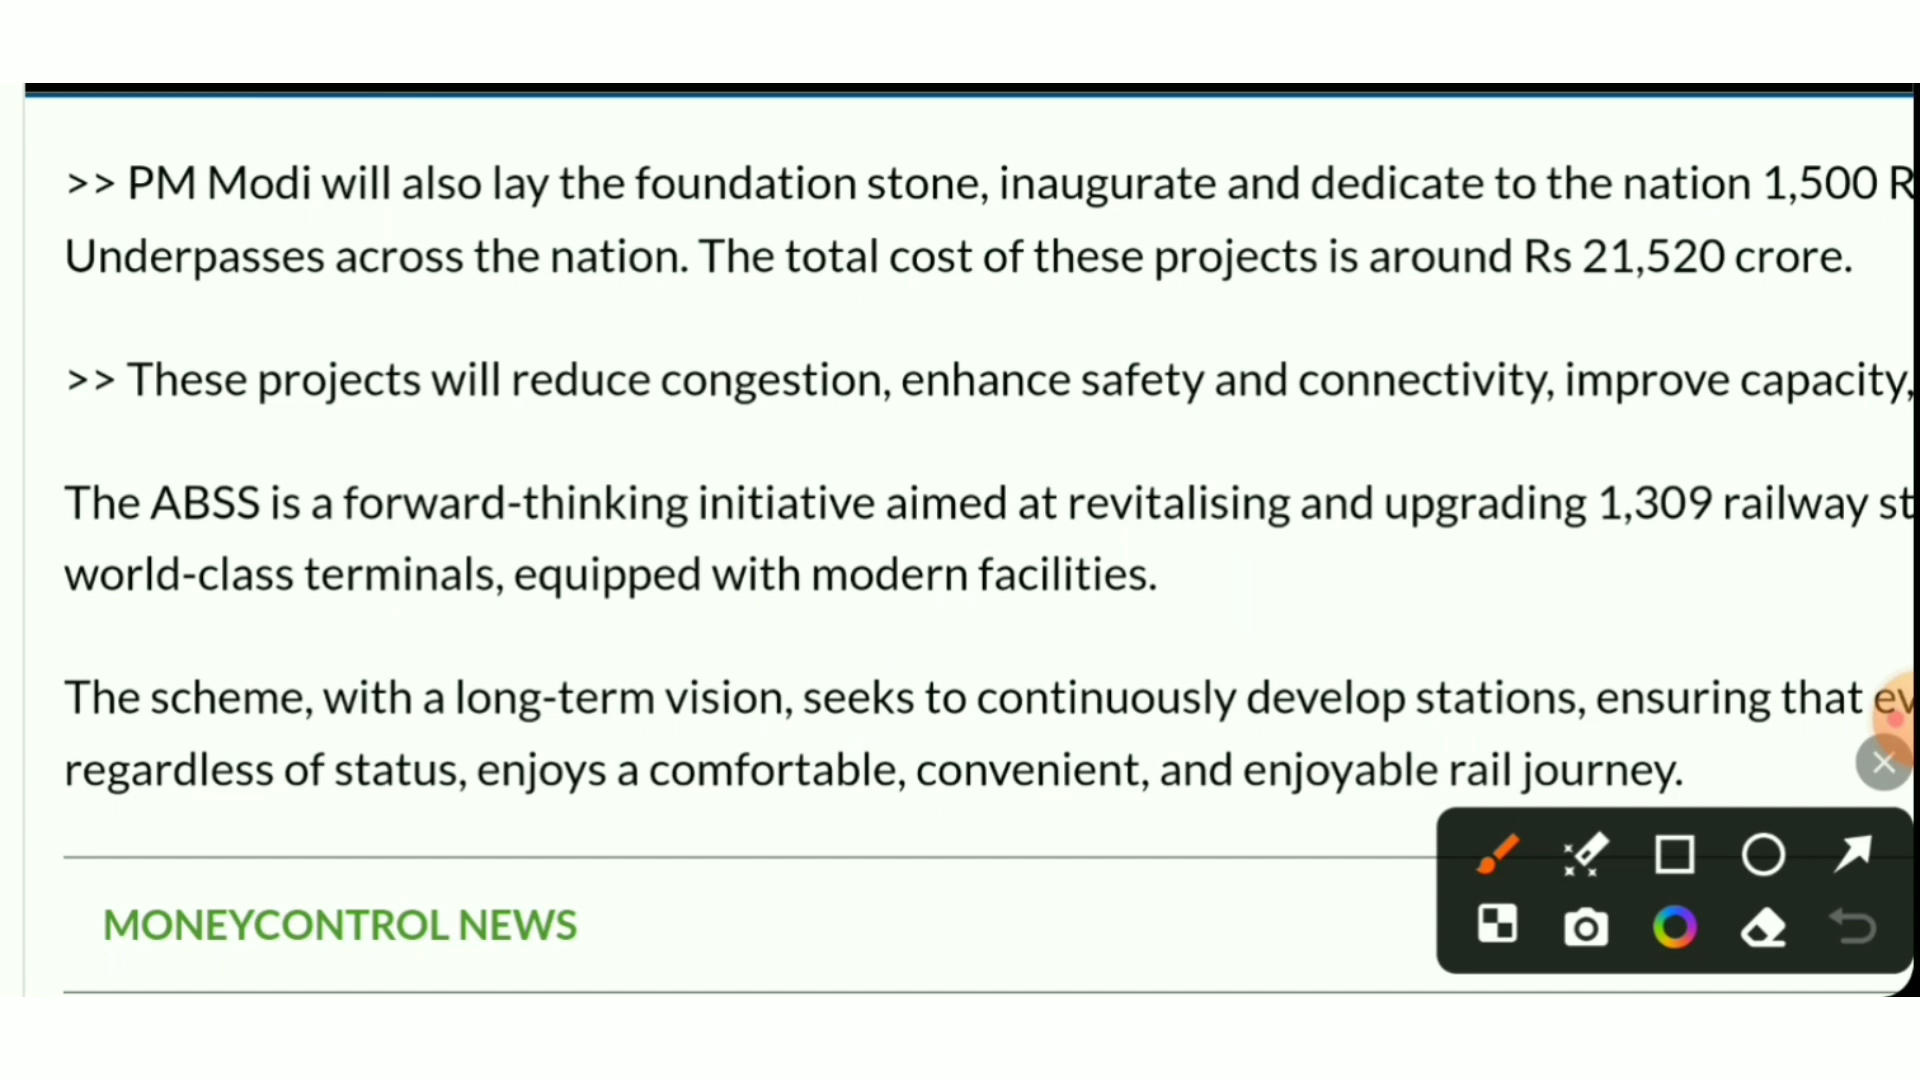 >> PM Modi will also lay the foundation stone, inaugurate and dedicate to the nation 1,500 R
Underpasses across the nation. The total cost of these projects is around Rs 21,520 crore.
>> These projects will reduce congestion, enhance safety and connectivity, improve capacity,
The ABSS is a forward-thinking initiative aimed at revitalising and upgrading 1,309 railway st
world-class terminals, equipped with modern facilities.
The scheme, with a long-term vision, seeks to continuously develop stations, ensuring that ev
regardless of status, enjoys a comfortable, convenient, and enjoyable rail journey.
MONEYCONTROL NEWS